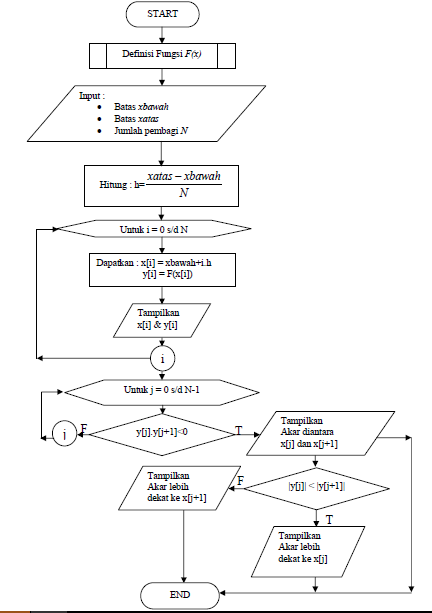 START
Definisi Fungsi F(x)
Input :
• Batas xbawah
• Batas xatas
• Jumlah pembagi N
Hitung : h= xatas – xbawah
N
Untuk i = 0 s/d N
Dapatkan : x[i] = xbawah+i.h
y[i] = F(x[i])
Tampilkan
x[i] & y[i]
i
Untuk j = 0 s/d N-1
j
F
y[j].y[j+1]<0
T
Tampilkan
Akar diantara
x[j] dan x[j+1]
Tampilkan
Akar lebih
dekat ke x[j+1]
F
|y[j]| < |y[j+1]|
T
Tampilkan
Akar lebih
dekat ke x[j]
END